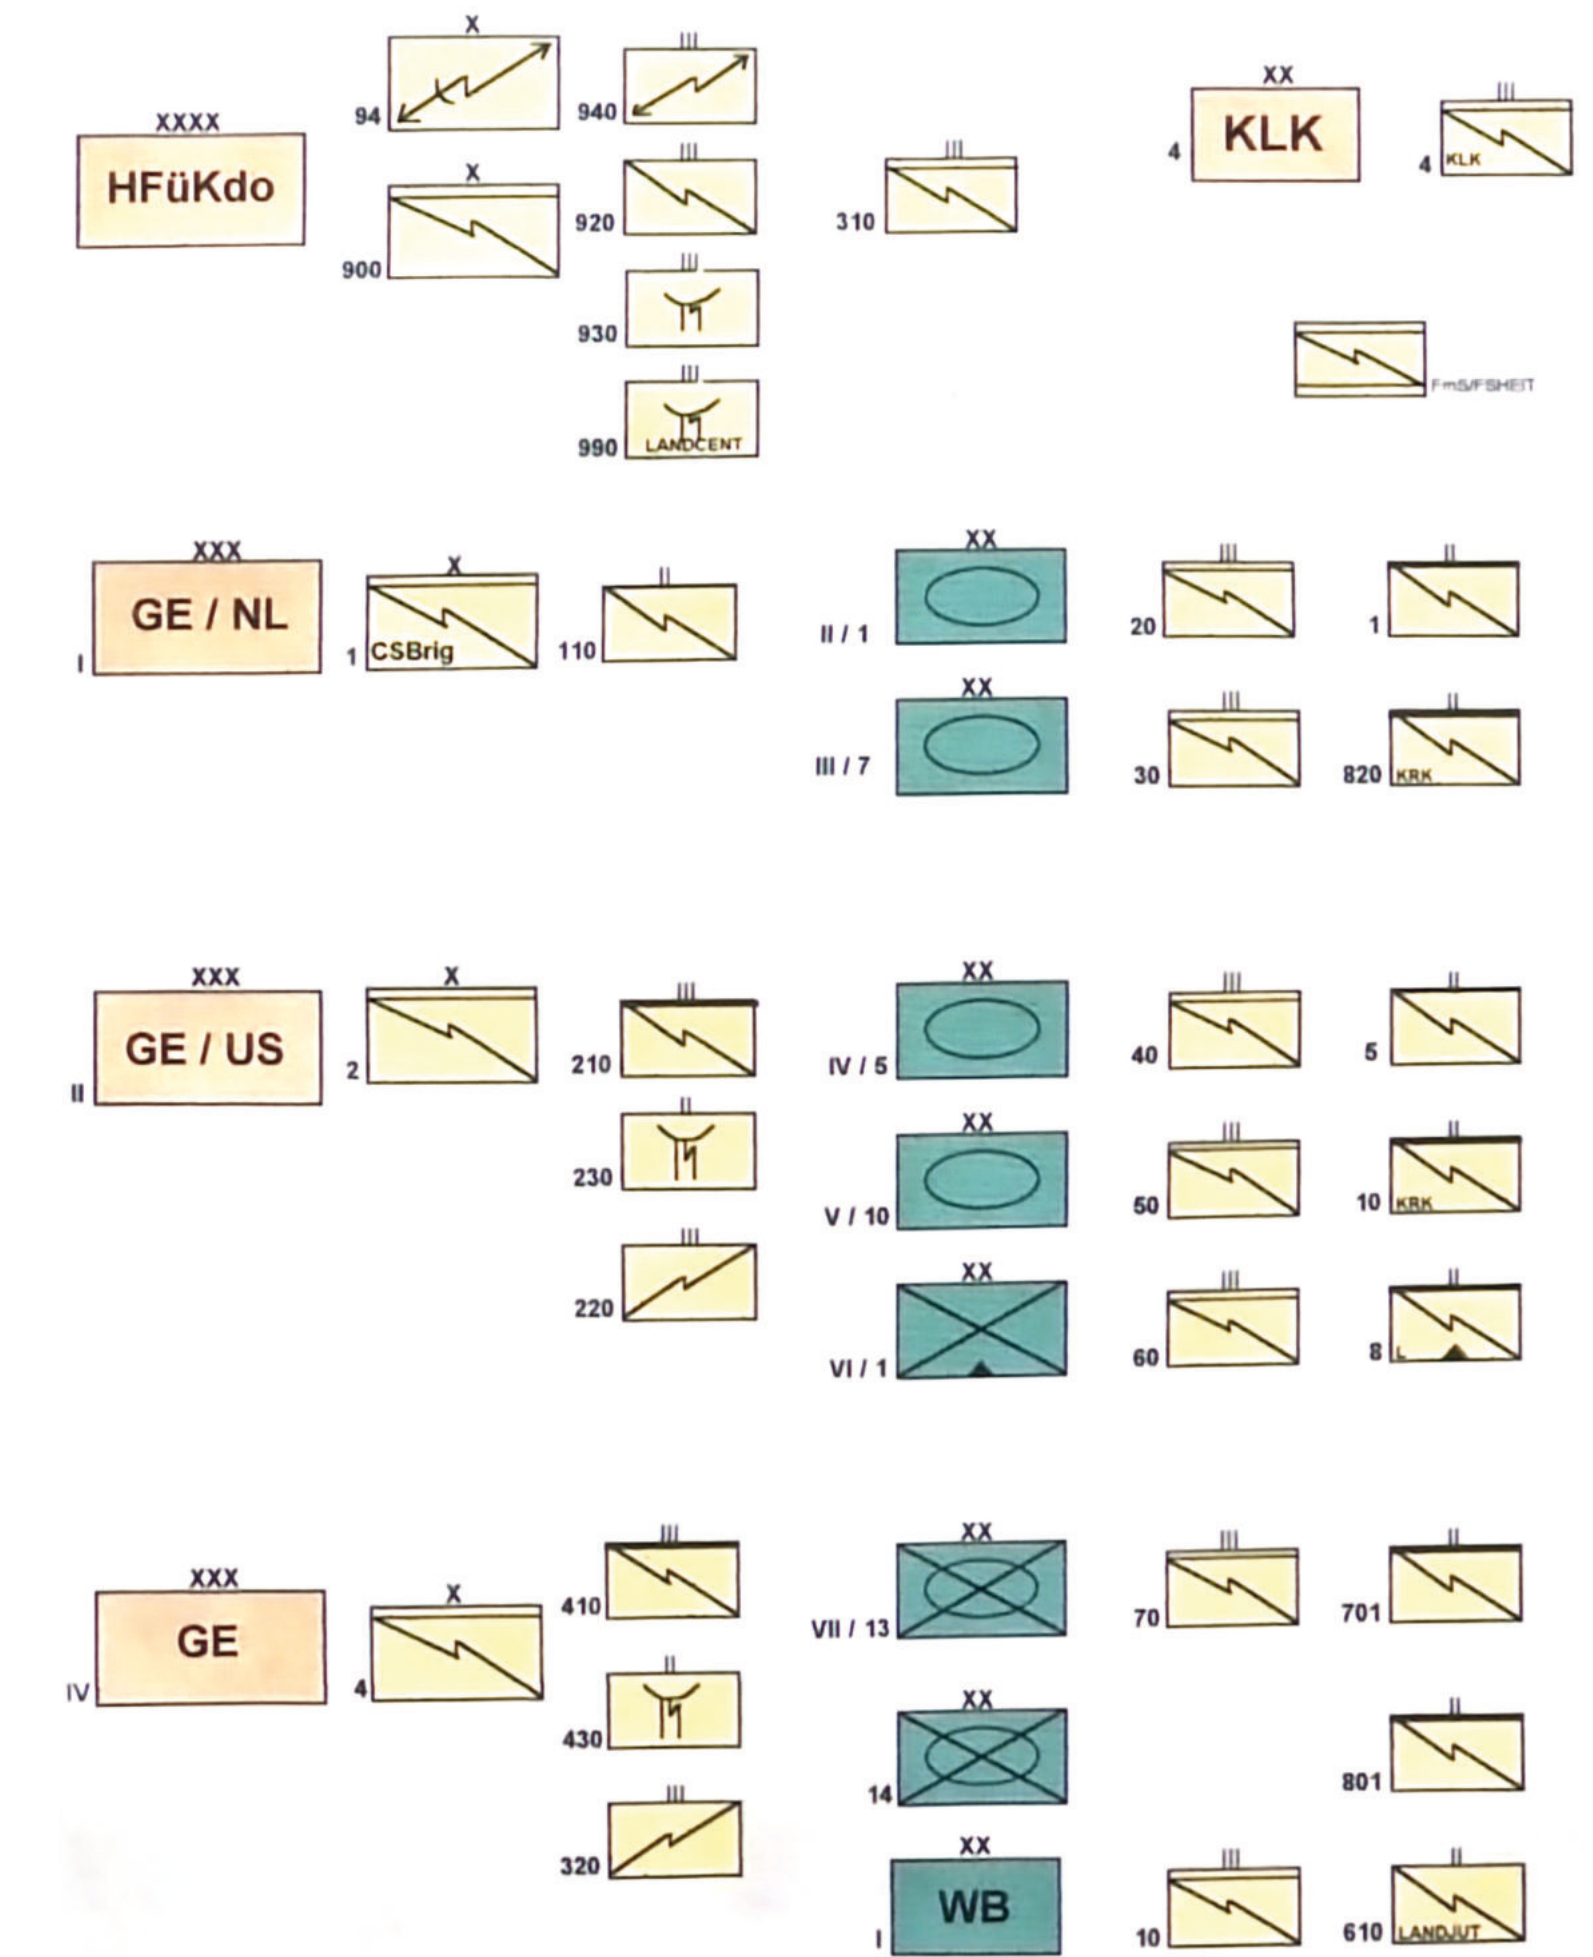 X
III
XX
III
94
940
4
KLK
4
KLK
XXXX
HFüKdo
X
900
III
920
III
310
III
930
III
990
LANDCENT
FmS/FSHEIT
XXX
GE / NL
I
X
1
CSBrig
II
110
XX
II / 1
III
20
II
1
XX
III / 7
III
30
II
820
KRK
XXX
GE / US
II
X
2
III
210
II
230
III
220
XX
IV / 5
III
40
II
5
XX
V / 10
III
50
II
10
KRK
XX
VI / 1
III
60
II
8
L
XXX
GE
IV
X
4
III
410
II
430
III
320
XX
VII / 13
III
70
II
701
XX
14
II
801
XX
WB
I
III
10
II
610
LANDJUT